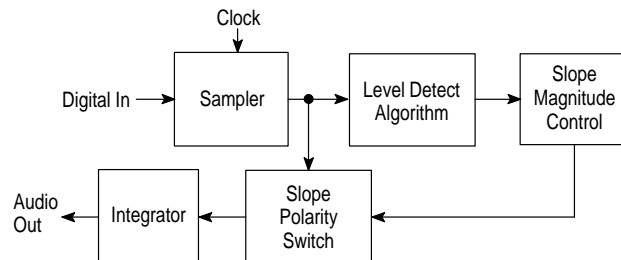 Clock
Digital In
Sampler
Level Detect
Algorithm
Slope
Magnitude
Control
Audio
Out
Integrator
Slope
Polarity
Switch